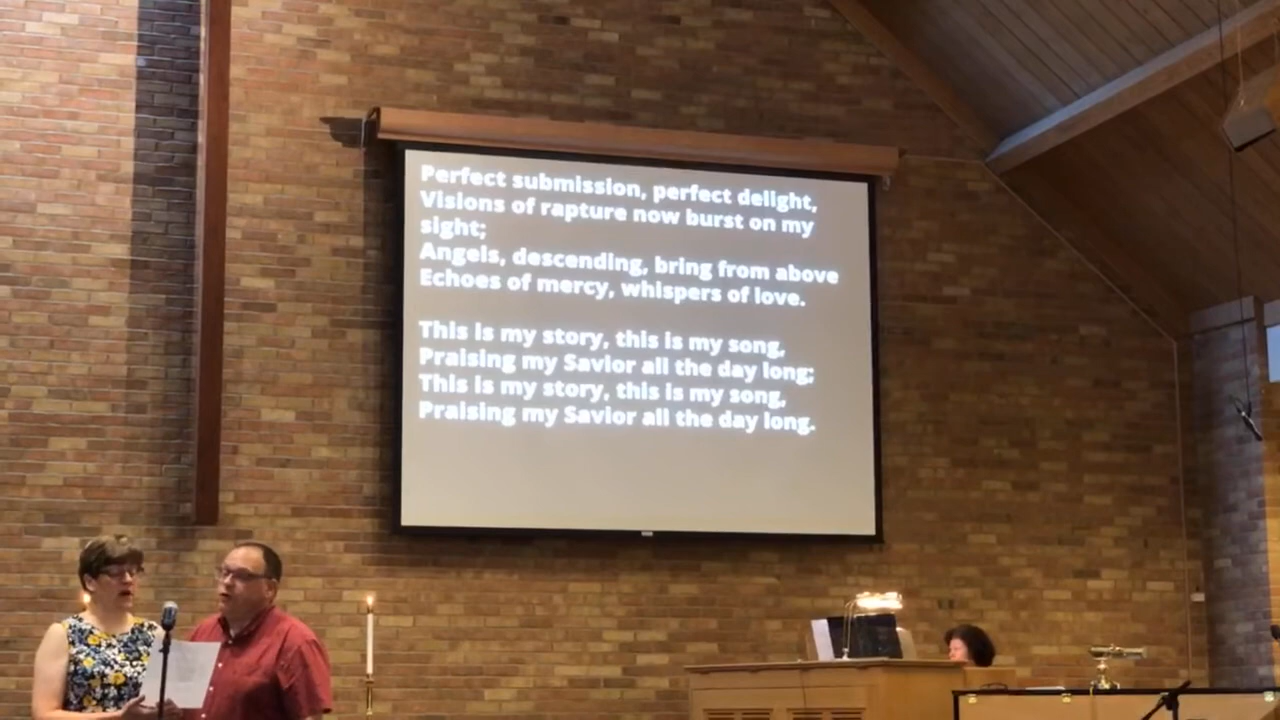 Perfect submission, perfect delight,
Visions of rapture now burst on my
sight;
Angels, descending, bring from above
Echoes of mercy, whispers of love.
This is my story, this is my song,
Praising my Savior all the day long;
This is my story, this is my song,
Praising my Savior all the day long.